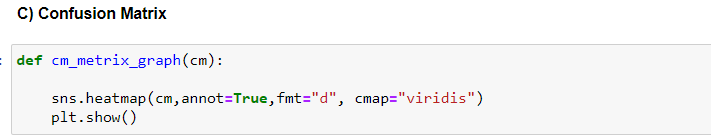 C) Confusion Matrix
: def cm_metrix_graph(cm):
sns.heatmap(cm,annot=True,fmt="d", cmap="viridis")
plt.show()